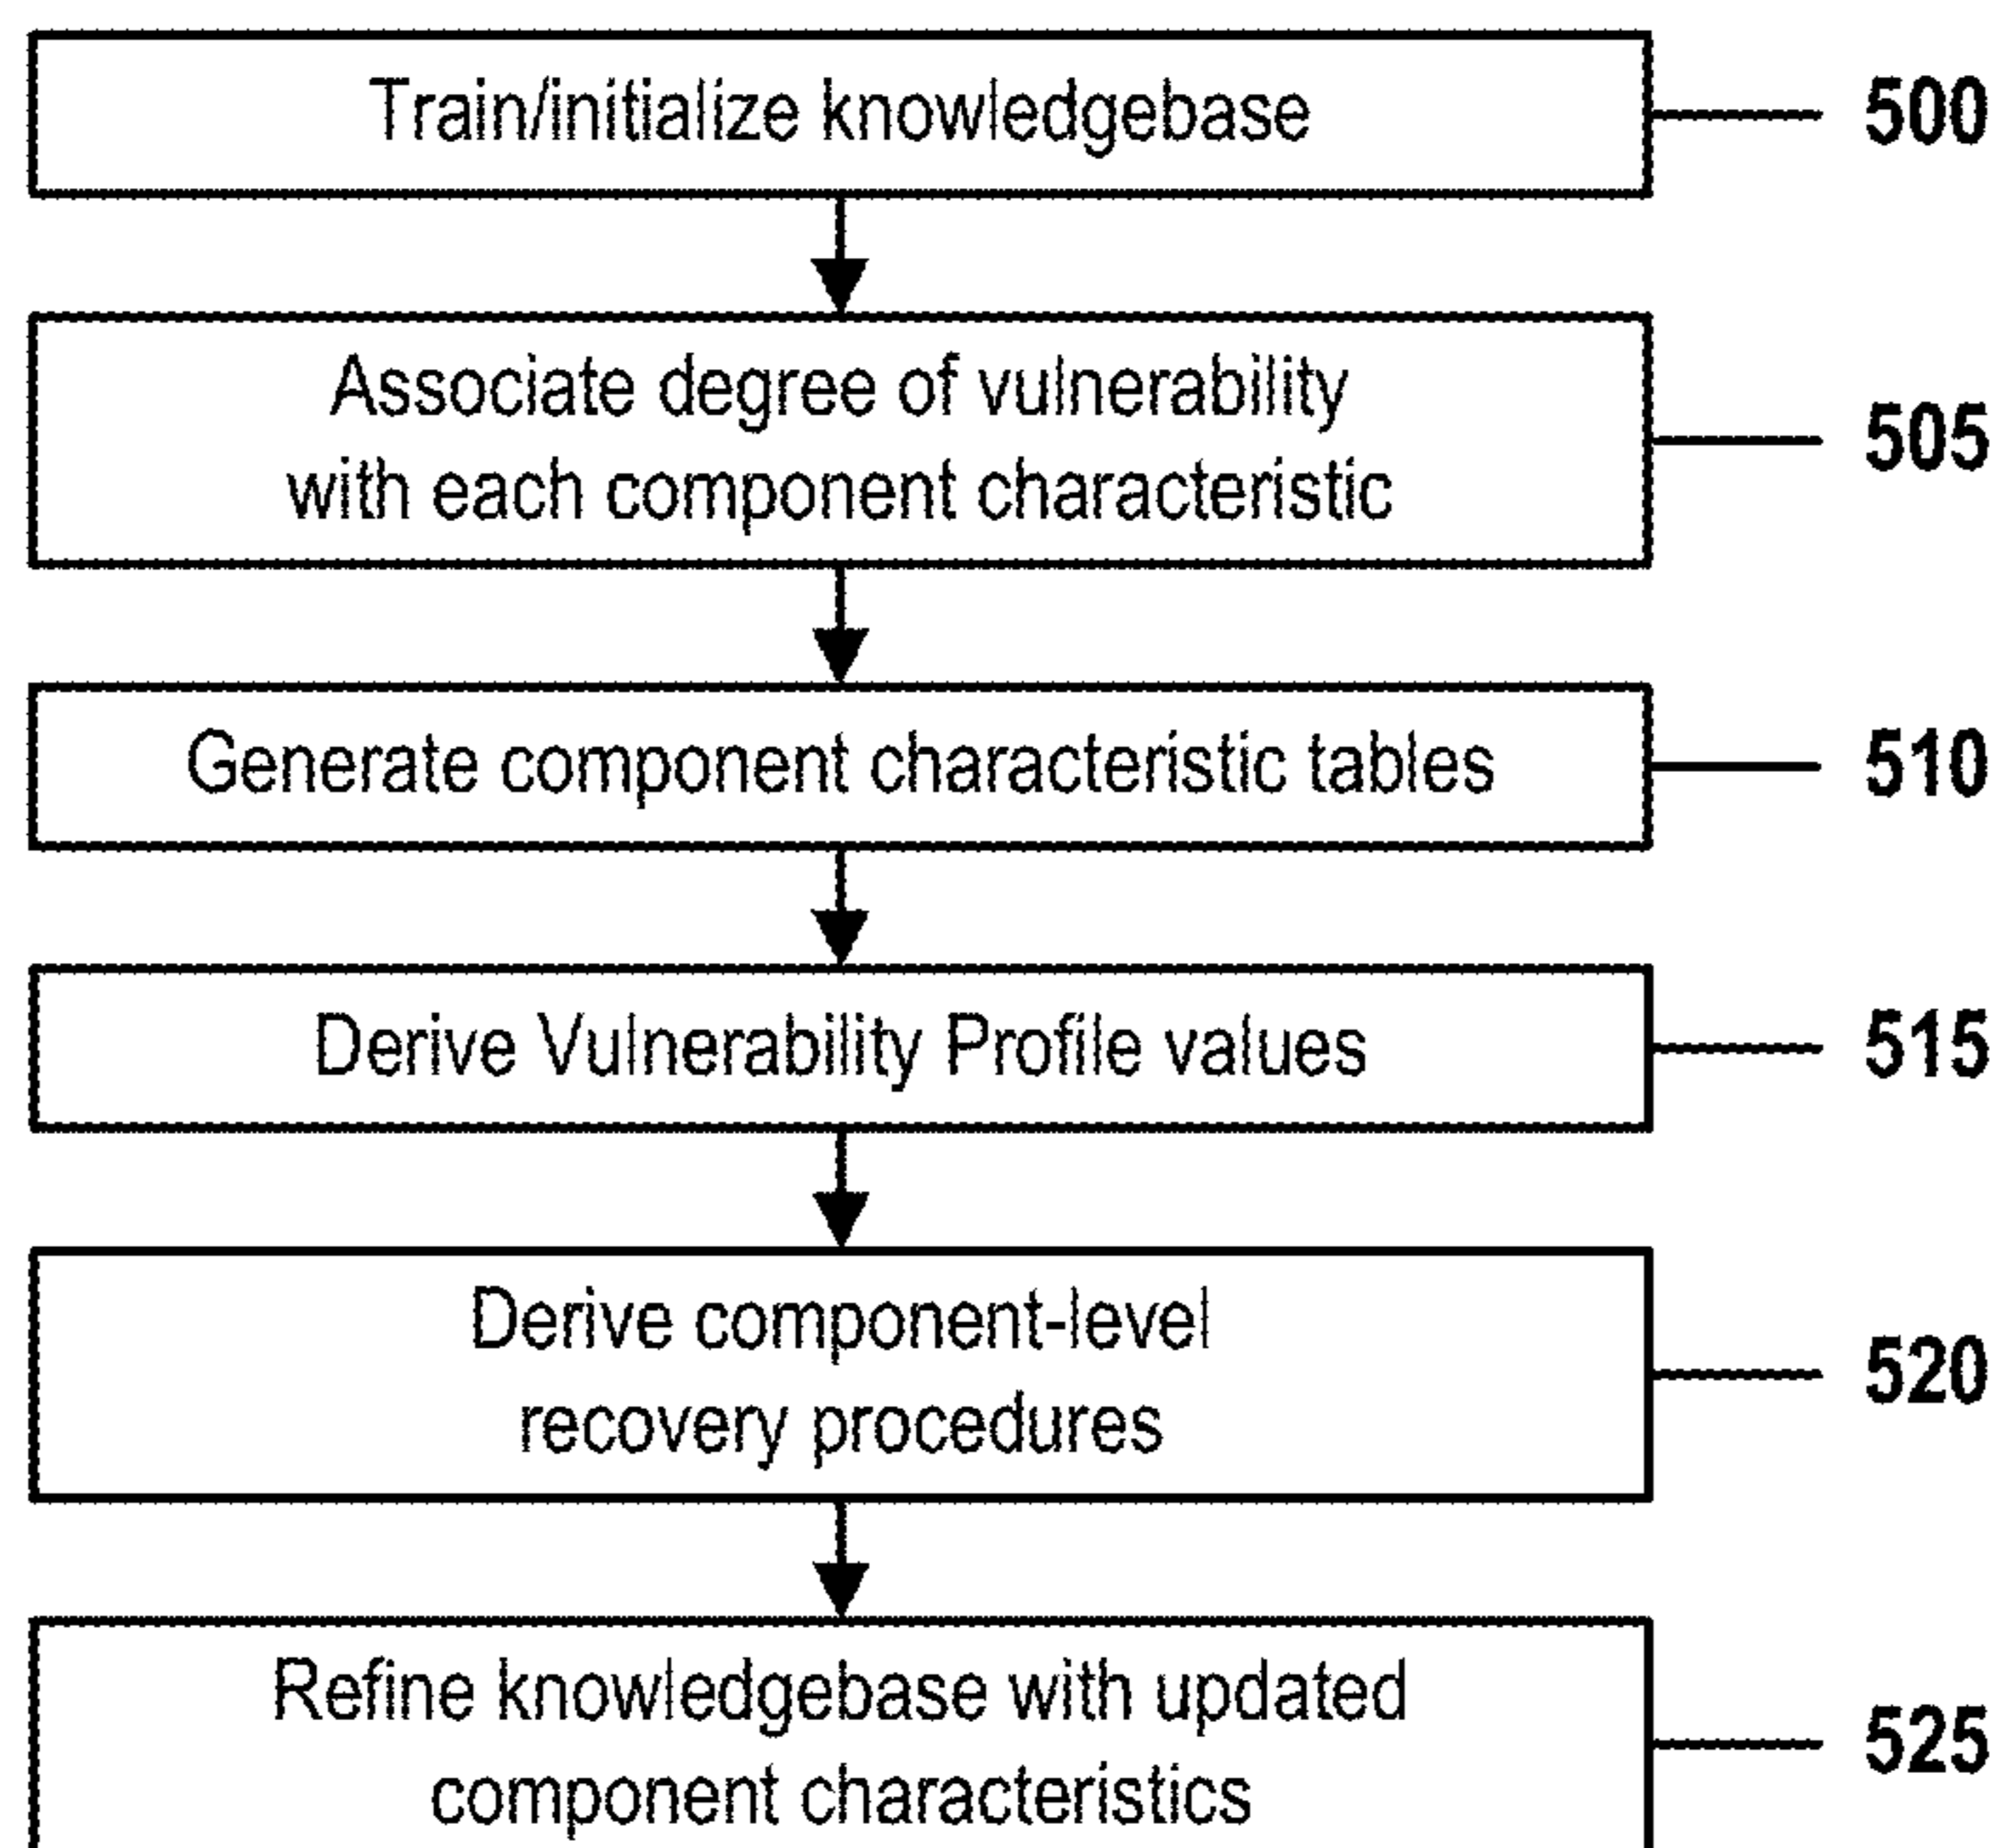 Train/initialize knowledgebase
500
Associate degree of vulnerability
with each component characteristic
505
Generate component characteristic tables
510
Derive Vulnerability Profile values
515
Derive component-level
recovery procedures
520
Refine knowledgebase with updated
component characteristics
525